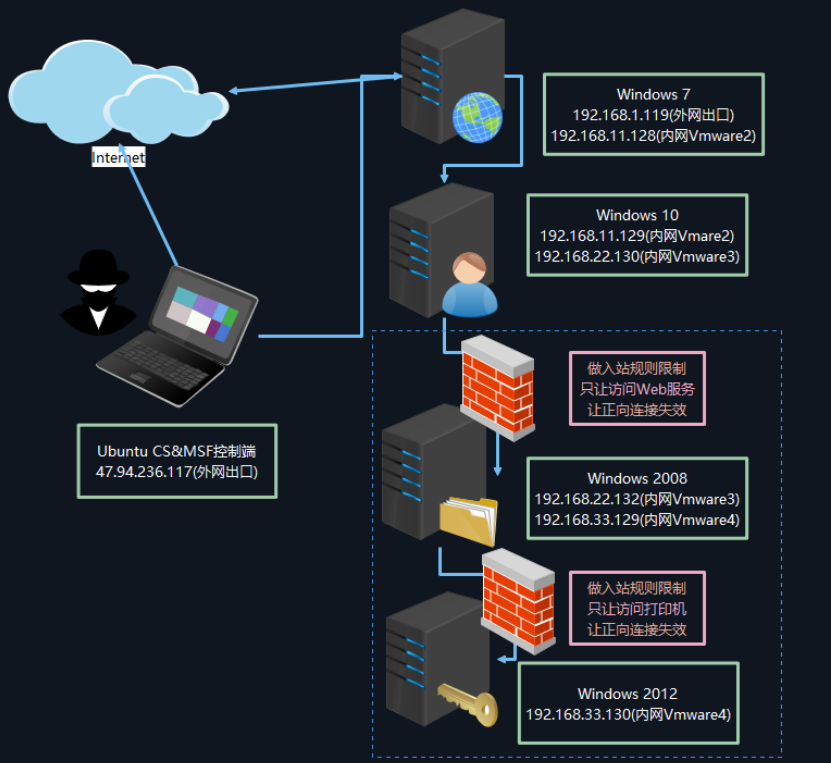 Internet
Windows 7
192.168.1.119(外网出口)
192.168.11.128(内网Vmware2)
Windows 10
192.168.11.129(内网Vmare2)
192.168.22.130(内网Vmware3)
做入站规则限制
只让访问Web服务
让正向连接失效
Ubuntu CS&MSF控制端
47.94.236.117(外网出口)
Windows 2008
192.168.22.132(内网Vmware3)
192.168.33.129(内网Vmware4)
做入站规则限制
只让访问打印机
让正向连接失效
Windows 2012
192.168.33.130(内网Vmware4)